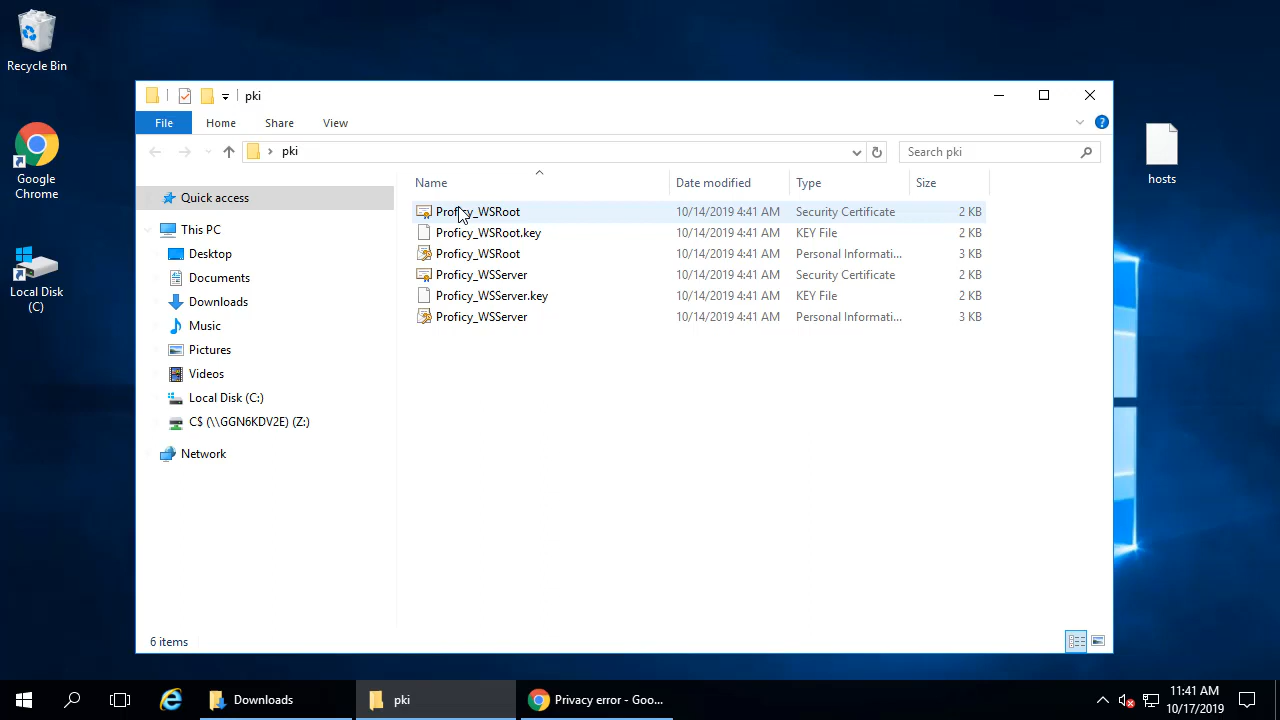 Recycle Bin
Google
Chrome
Local Disk
(C)
hosts
pki
File
Home
Share
View
pki
Search pki
Quick access
This PC
Desktop
Documents
Downloads
Music
Pictures
Videos
Local Disk (C:)
C$ (\\GGN6KDV2E) (Z:)
Network
Name Date modified Type Size
Proficy_WSRoot 10/14/2019 4:41 AM Security Certificate 2 KB
Proficy_WSRoot.key 10/14/2019 4:41 AM KEY File 2 KB
Proficy_WSRoot 10/14/2019 4:41 AM Personal Informati... 3 KB
Proficy_WSServer 10/14/2019 4:41 AM Security Certificate 2 KB
Proficy_WSServer.key 10/14/2019 4:41 AM KEY File 2 KB
Proficy_WSServer 10/14/2019 4:41 AM Personal Informati... 3 KB
6 items
Downloads
pki
Privacy error - Goo...
11:41 AM
10/17/2019